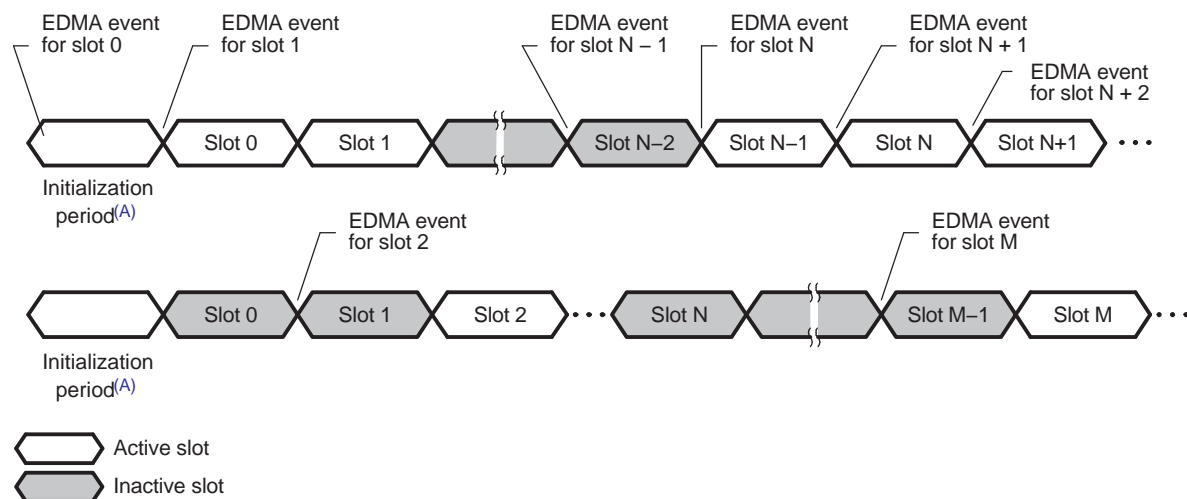 EDMA event
for slot 0
EDMA event
for slot 1
EDMA event
for slot N – 1
EDMA event
for slot N
EDMA event
for slot N + 1
EDMA event
for slot N + 2
Slot 0
Slot 1
Slot N–2
Slot N–1
Slot N
Slot N+1
Initialization
period(A)
EDMA event
for slot 2
EDMA event
for slot M
Slot 0
Slot 1
Slot 2
Slot N
Slot M–1
Slot M
Initialization
period(A)
Active slot
Inactive slot